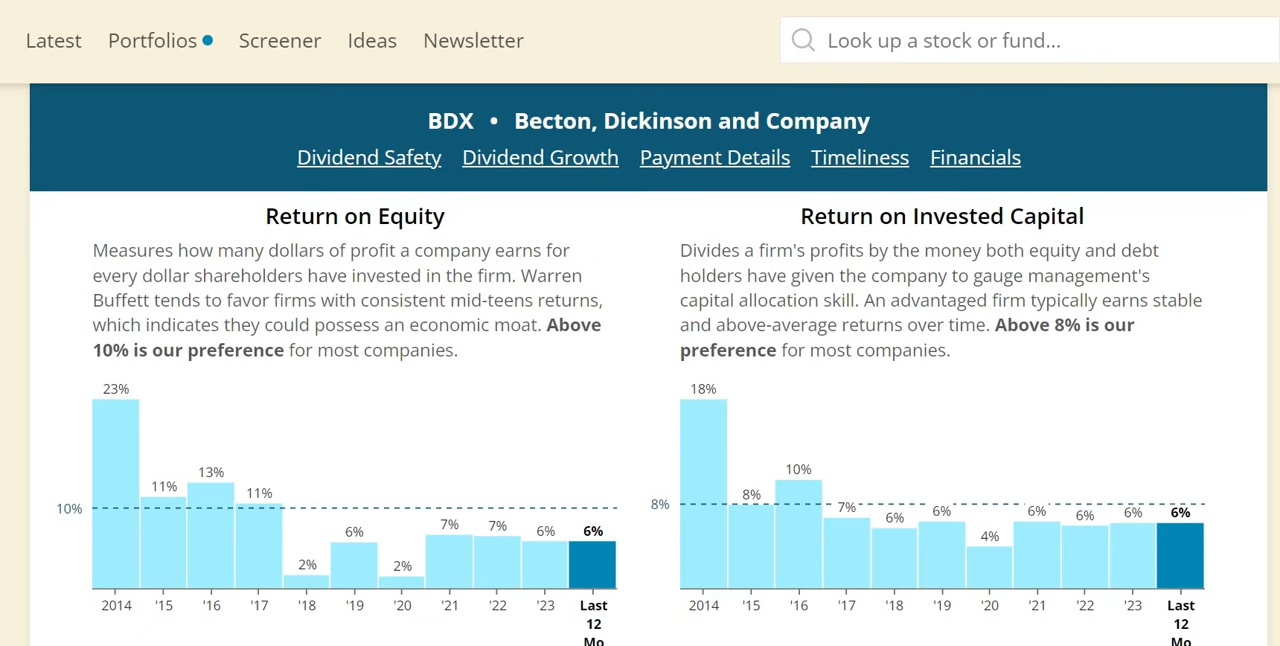 Latest Portfolios Screener Ideas Newsletter
Look up a stock or fund...
BDX • Becton, Dickinson and Company
Dividend Safety Dividend Growth Payment Details Timeliness Financials
Return on Equity
Measures how many dollars of profit a company earns for
every dollar shareholders have invested in the firm. Warren
Buffett tends to favor firms with consistent mid-teens returns,
which indicates they could possess an economic moat. Above
10% is our preference for most companies.
23%
11%
13%
11%
2%
6%
2%
7%
7%
6%
6%
10%
2014 '15 '16 '17 '18 '19 '20 '21 '22 '23 Last
12
Mo
Return on Invested Capital
Divides a firm's profits by the money both equity and debt
holders have given the company to gauge management's
capital allocation skill. An advantaged firm typically earns stable
and above-average returns over time. Above 8% is our
preference for most companies.
18%
8%
10%
7%
6%
6%
4%
6%
6%
6%
6%
8%
2014 '15 '16 '17 '18 '19 '20 '21 '22 '23 Last
12
Mo